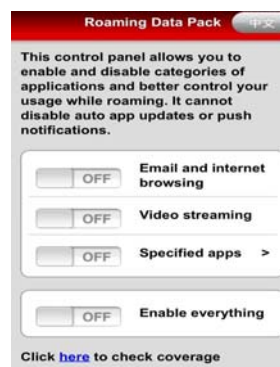 Roaming Data Pack 中文
This control panel allows you to
enable and disable categories of
applications and better control your
usage while roaming. It cannot
disable auto app updates or push
notifications.
OFF Email and internet
browsing
OFF Video streaming
OFF Specified apps >
OFF Enable everything
Click here to check coverage